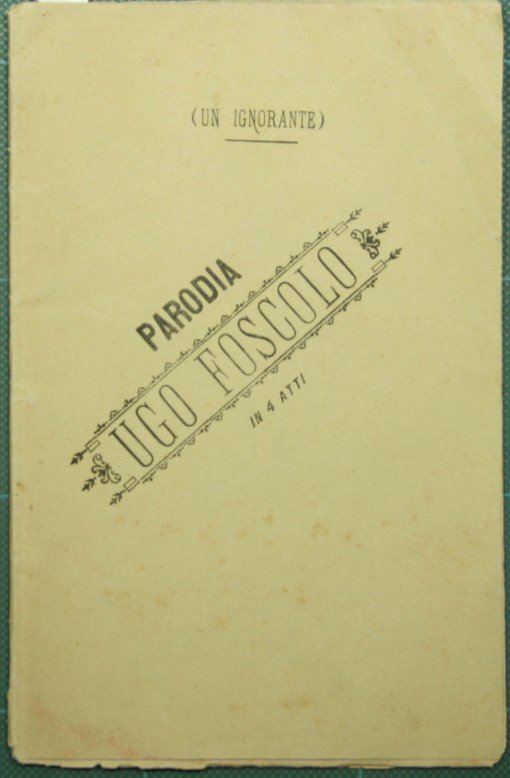 (UN IGNORANTE)
PARODIA
UGO FOSCOLO
IN 4 ATTI